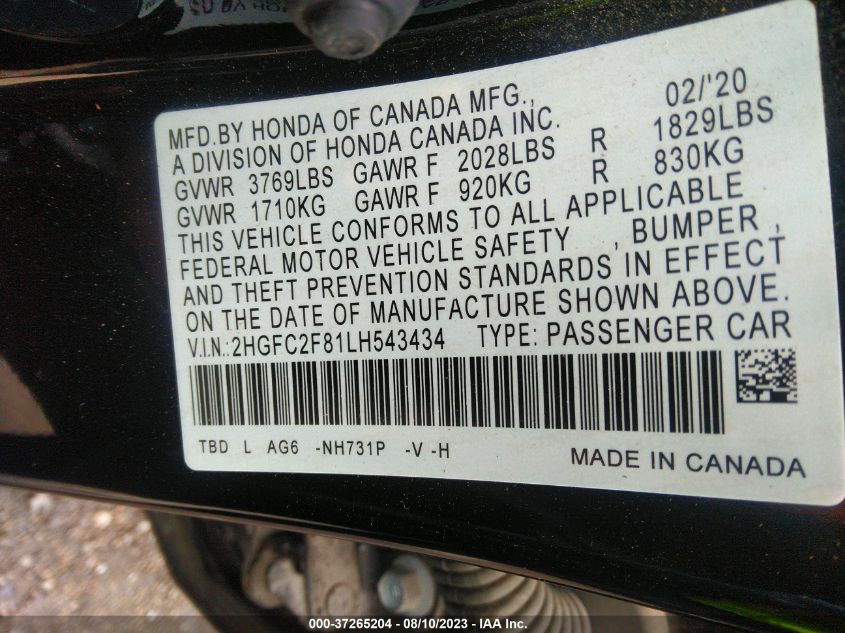 MFD.BY HONDA OF CANADA MFG., 02/'20
A DIVISION OF HONDA CANADA INC.
GVWR 3769LBS GAWR F 2028LBS R 1829LBS
GVWR 1710KG GAWR F 920KG R 830KG
THIS VEHICLE CONFORMS TO ALL APPLICABLE
FEDERAL MOTOR VEHICLE SAFETY , BUMPER ,
AND THEFT PREVENTION STANDARDS IN EFFECT
ON THE DATE OF MANUFACTURE SHOWN ABOVE.
V.I.N.:2HGFC2F81LH543434 TYPE: PASSENGER CAR
TBD L AG6 -NH731P -V -H
MADE IN CANADA
000-37265204 - 08/10/2023 - IAA Inc.